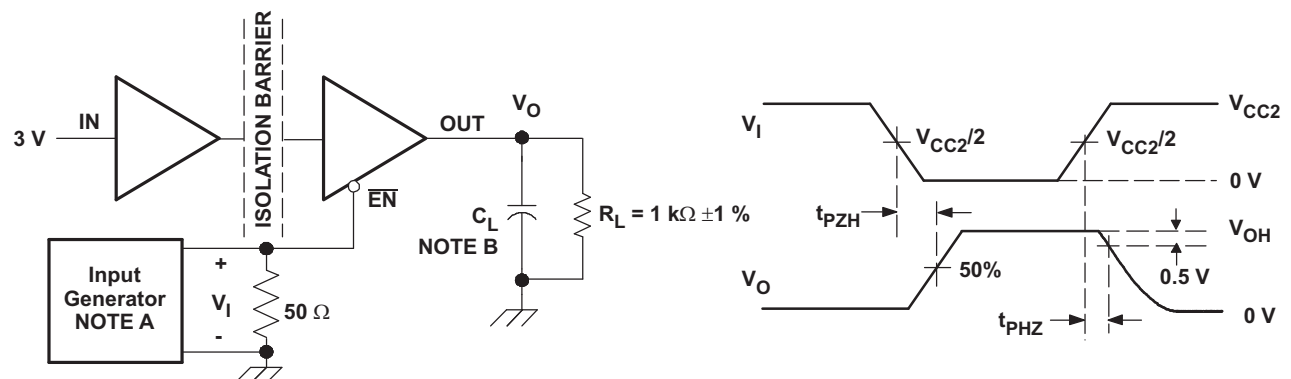 ISOLATION BARRIER
3 V
IN
OUT
V_O
EN
C_L
NOTE B
R_L = 1 kΩ ±1 %
Input
Generator
NOTE A
+
V_I
-
50 Ω
V_I
V_CC2/2
V_CC2/2
V_CC2
0 V
t_PZH
V_O
50%
V_OH
0.5 V
t_PHZ
0 V